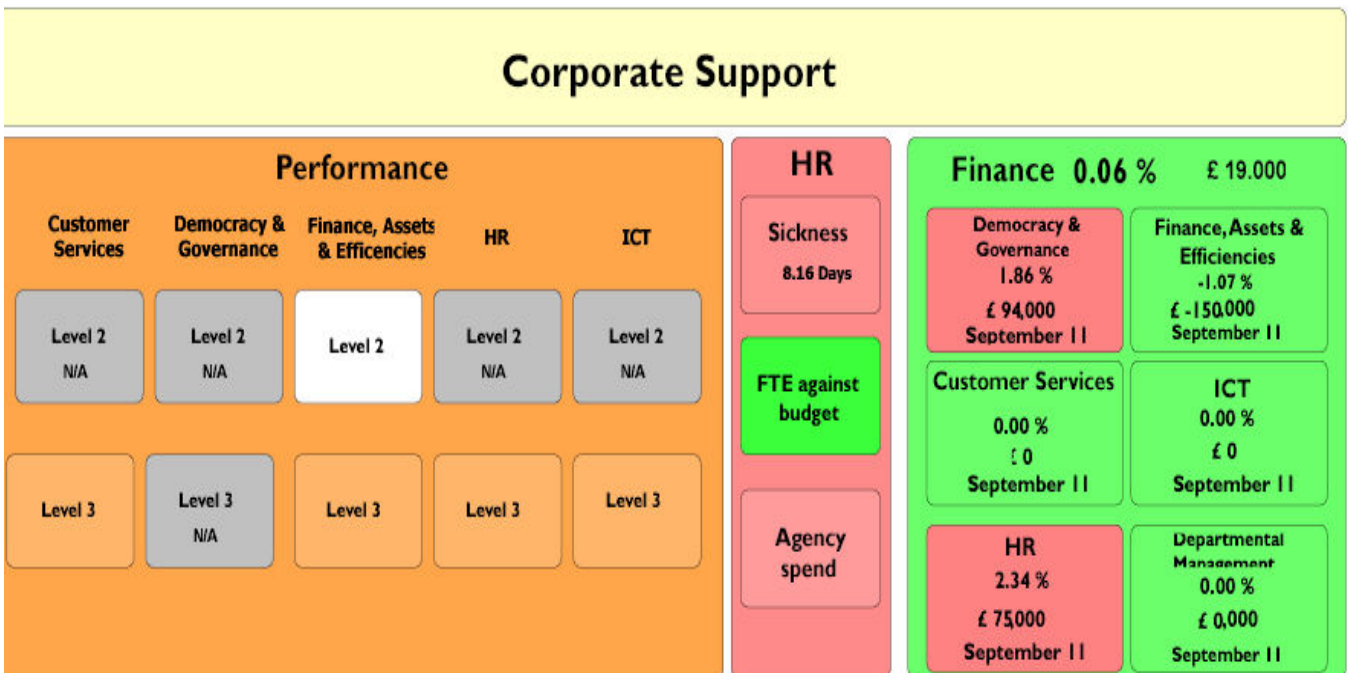 Corporate Support
Performance
Customer
Services
Democracy &
Governance
Finance, Assets
& Efficencies
HR
ICT
Level 2
N/A
Level 2
N/A
Level 2
Level 2
N/A
Level 2
N/A
Level 3
Level 3
N/A
Level 3
Level 3
Level 3
HR
Sickness
8.16 Days
FTE against
budget
Agency
spend
Finance 0.06 % £ 19.000
Democracy &
Governance
1.86 %
£ 94,000
September 11
Finance, Assets &
Efficiencies
-1.07 %
£ -150,000
September 11
Customer Services
0.00 %
£ 0
September 11
ICT
0.00 %
£ 0
September 11
HR
2.34 %
£ 75,000
September 11
Departmental
Management
0.00 %
£ 0,000
September 11